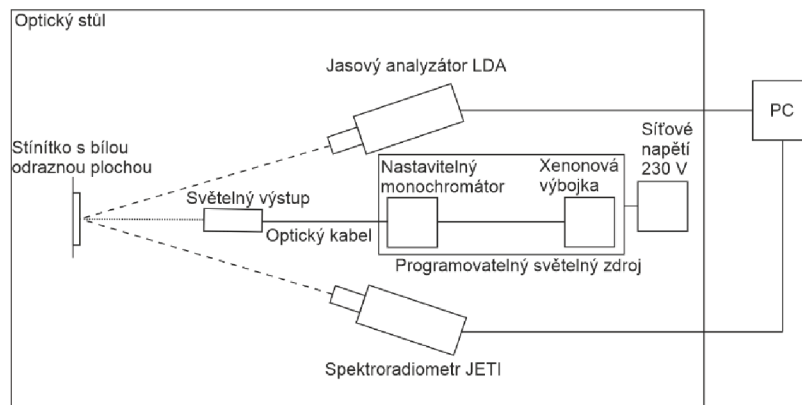 Optický stůl
Jasový analyzátor LDA
PC
Síťové
napětí
230 V
Stínítko s bílou
odraznou plochou
Nastavitelný
monochromátor
Xenonová
výbojka
Světelný výstup
Optický kabel
Programovatelný světelný zdroj
Spektroradiometr JETI